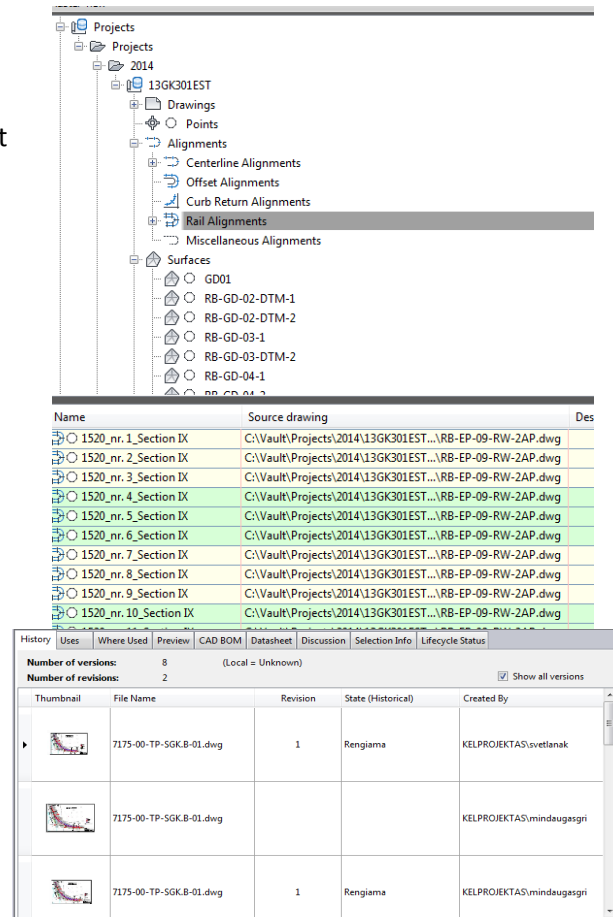 t
Projects
Projects
2014
13GK301EST
Drawings
Points
Alignments
Centerline Alignments
Offset Alignments
Curb Return Alignments
Rail Alignments
Miscellaneous Alignments
Surfaces
GD01
RB-GD-02-DTM-1
RB-GD-02-DTM-2
RB-GD-03-1
RB-GD-03-DTM-2
RB-GD-04-1
Name Source drawing Des
1520_nr. 1_Section IX C:\Vault\Projects\2014\13GK301EST...\RB-EP-09-RW-2AP.dwg
1520_nr. 2_Section IX C:\Vault\Projects\2014\13GK301EST...\RB-EP-09-RW-2AP.dwg
1520_nr. 3_Section IX C:\Vault\Projects\2014\13GK301EST...\RB-EP-09-RW-2AP.dwg
1520_nr. 4_Section IX C:\Vault\Projects\2014\13GK301EST...\RB-EP-09-RW-2AP.dwg
1520_nr. 5_Section IX C:\Vault\Projects\2014\13GK301EST...\RB-EP-09-RW-2AP.dwg
1520_nr. 6_Section IX C:\Vault\Projects\2014\13GK301EST...\RB-EP-09-RW-2AP.dwg
1520_nr. 7_Section IX C:\Vault\Projects\2014\13GK301EST...\RB-EP-09-RW-2AP.dwg
1520_nr. 8_Section IX C:\Vault\Projects\2014\13GK301EST...\RB-EP-09-RW-2AP.dwg
1520_nr. 9_Section IX C:\Vault\Projects\2014\13GK301EST...\RB-EP-09-RW-2AP.dwg
1520_nr. 10_Section IX C:\Vault\Projects\2014\13GK301EST...\RB-EP-09-RW-2AP.dwg
History Uses Where Used Preview CAD BOM Datasheet Discussion Selection Info Lifecycle Status
Number of versions: 8 (Local = Unknown)
Number of revisions: 2 Show all versions
Thumbnail File Name Revision State (Historical) Created By
7175-00-TP-SGK.B-01.dwg 1 Rengiama KELPROJEKTAS\svetlanak
7175-00-TP-SGK.B-01.dwg KELPROJEKTAS\mindaugasgri
7175-00-TP-SGK.B-01.dwg 1 Rengiama KELPROJEKTAS\mindaugasgri